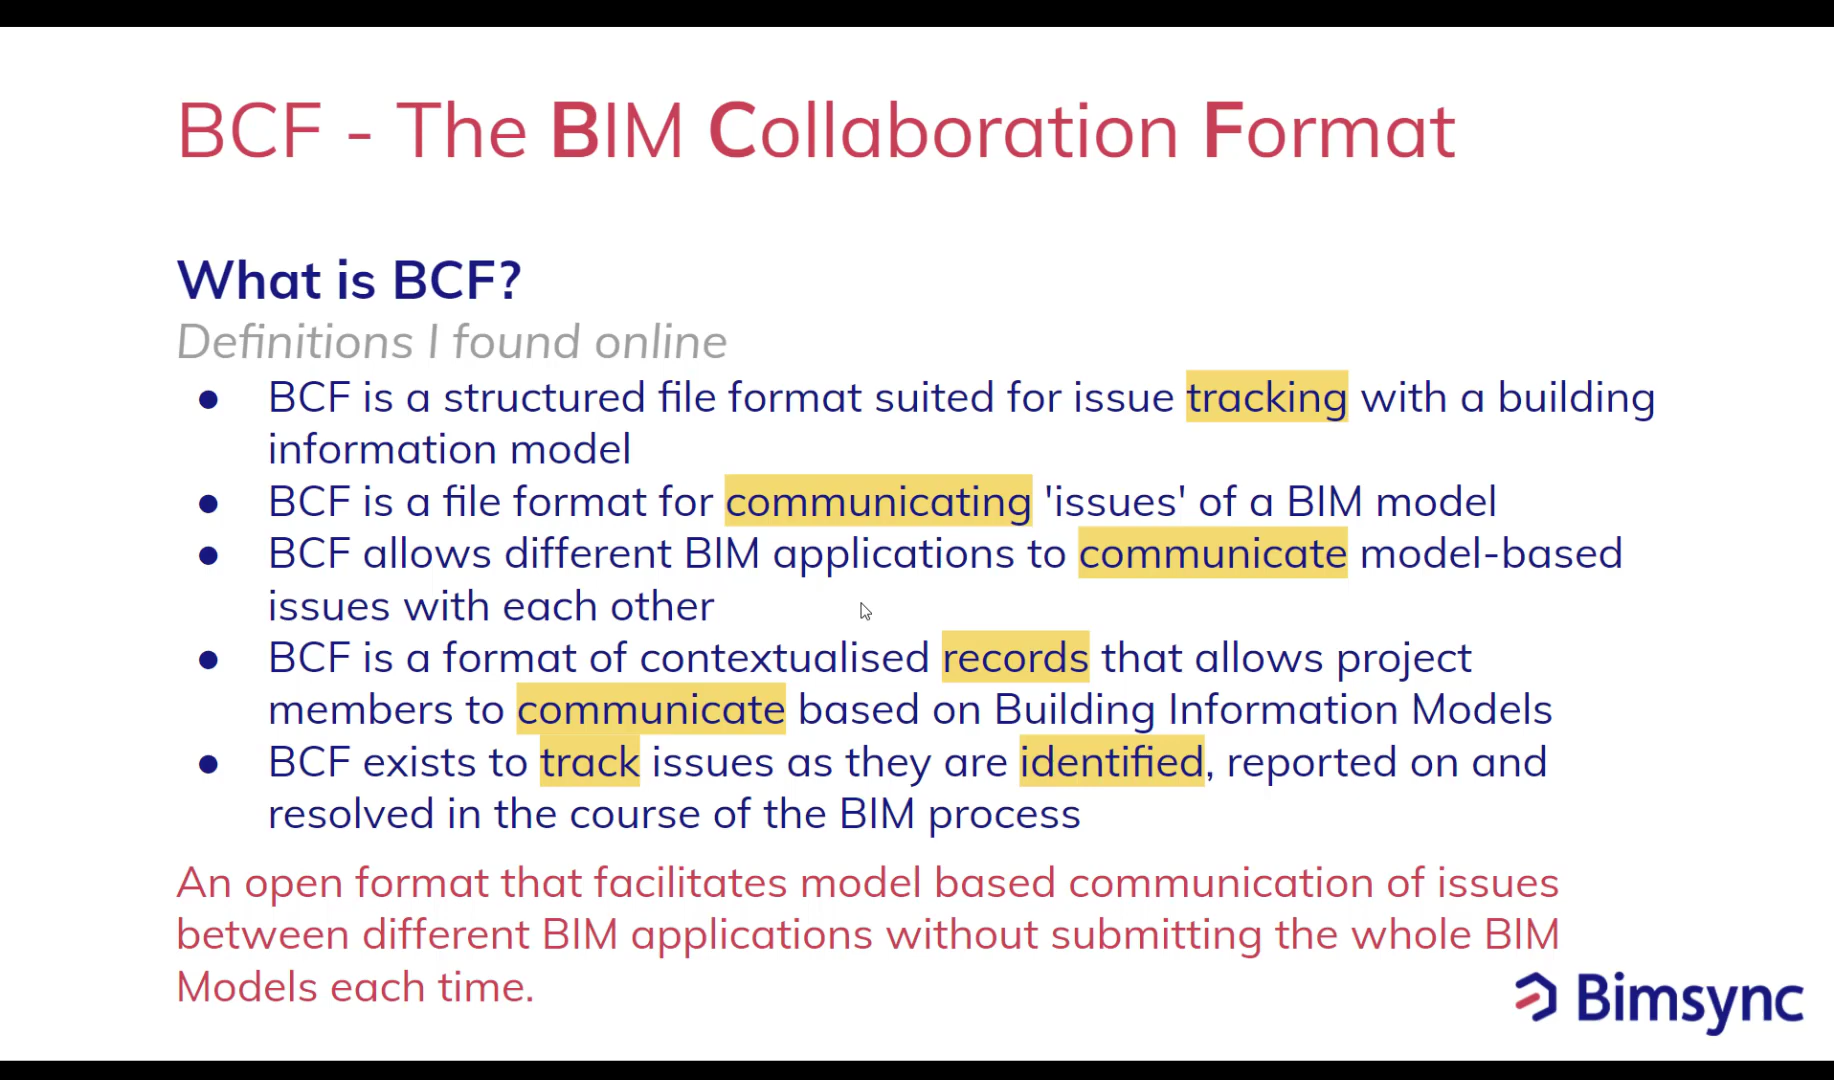 BCF - The BIM Collaboration Format
What is BCF?
Definitions I found online
● BCF is a structured file format suited for issue tracking with a building
information model
● BCF is a file format for communicating 'issues' of a BIM model
● BCF allows different BIM applications to communicate model-based
issues with each other
● BCF is a format of contextualised records that allows project
members to communicate based on Building Information Models
● BCF exists to track issues as they are identified, reported on and
resolved in the course of the BIM process
An open format that facilitates model based communication of issues
between different BIM applications without submitting the whole BIM
Models each time.
Bimsync